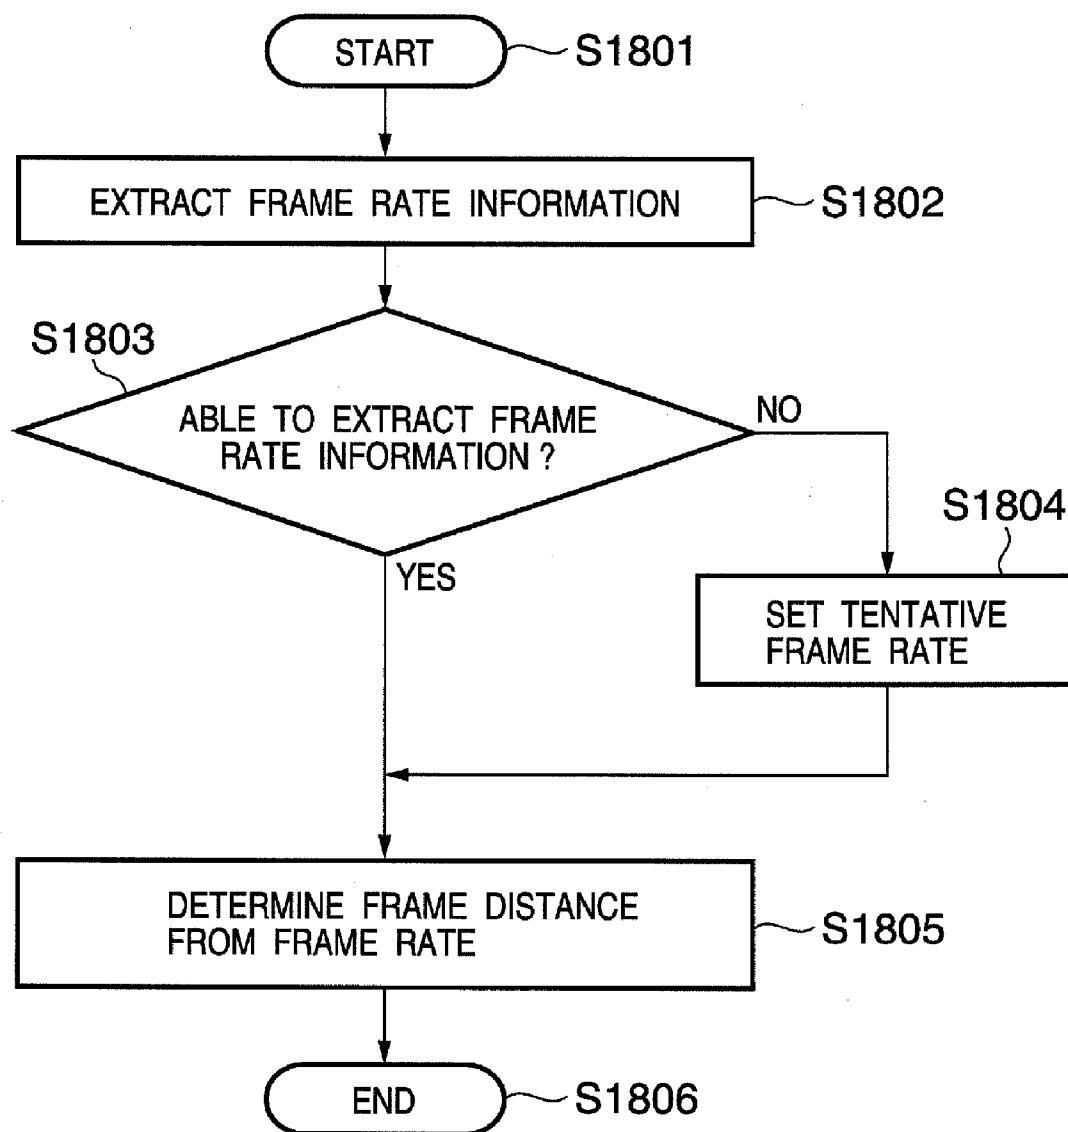 START
S1801
EXTRACT FRAME RATE INFORMATION
S1802
S1803
ABLE TO EXTRACT FRAME
RATE INFORMATION ?
NO
YES
S1804
SET TENTATIVE
FRAME RATE
DETERMINE FRAME DISTANCE
FROM FRAME RATE
S1805
END
S1806